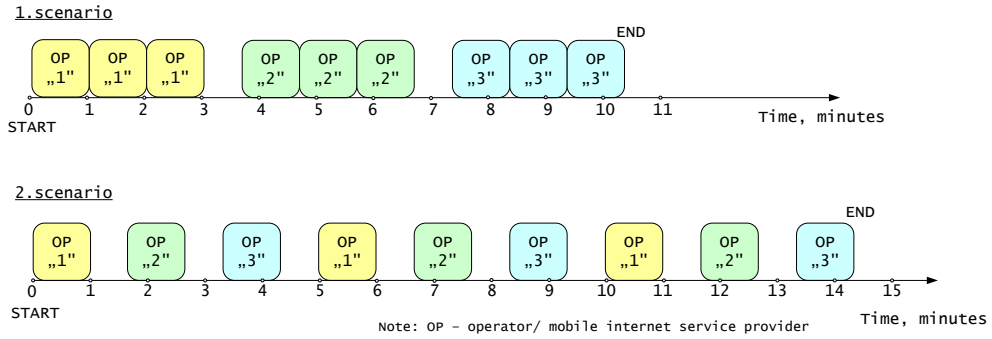 1.scenario
END
OP OP OP OP OP OP OP OP OP
„1" „1" „1" „2" „2" „2" „3" „3" „3"
0 1 2 3 4 5 6 7 8 9 10 11
START
Time, minutes
2.scenario
END
OP OP OP OP OP OP OP OP OP
„1" „2" „3" „1" „2" „3" „1" „2" „3"
0 1 2 3 4 5 6 7 8 9 10 11 12 13 14 15
START
Time, minutes
Note: OP – operator/ mobile internet service provider